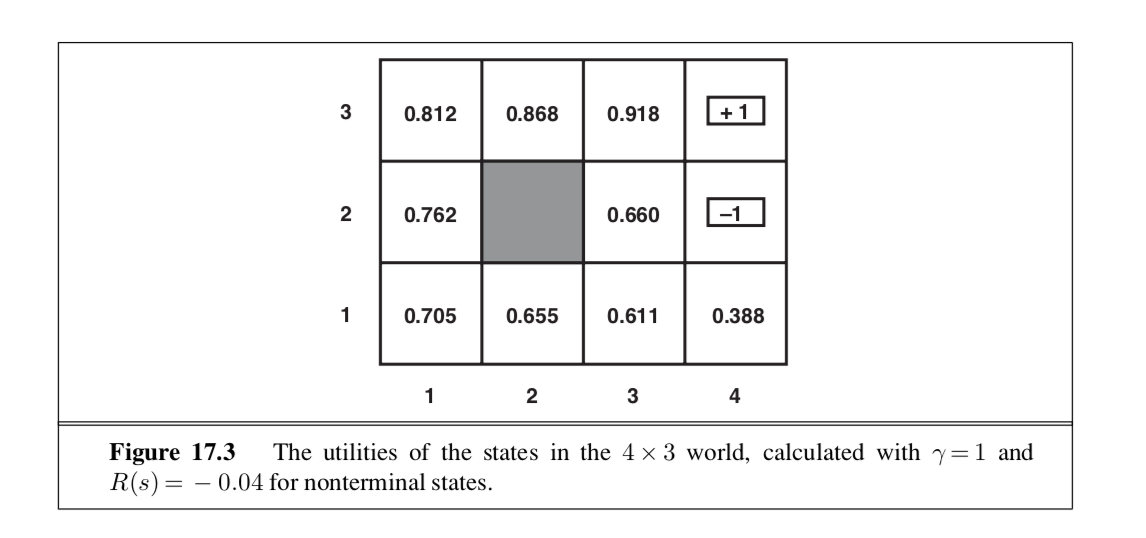 3 0.812 0.868 0.918 + 1
2 0.762 0.660 –1
1 0.705 0.655 0.611 0.388
1 2 3 4
Figure 17.3 The utilities of the states in the 4 × 3 world, calculated with γ = 1 and
R(s) = − 0.04 for nonterminal states.